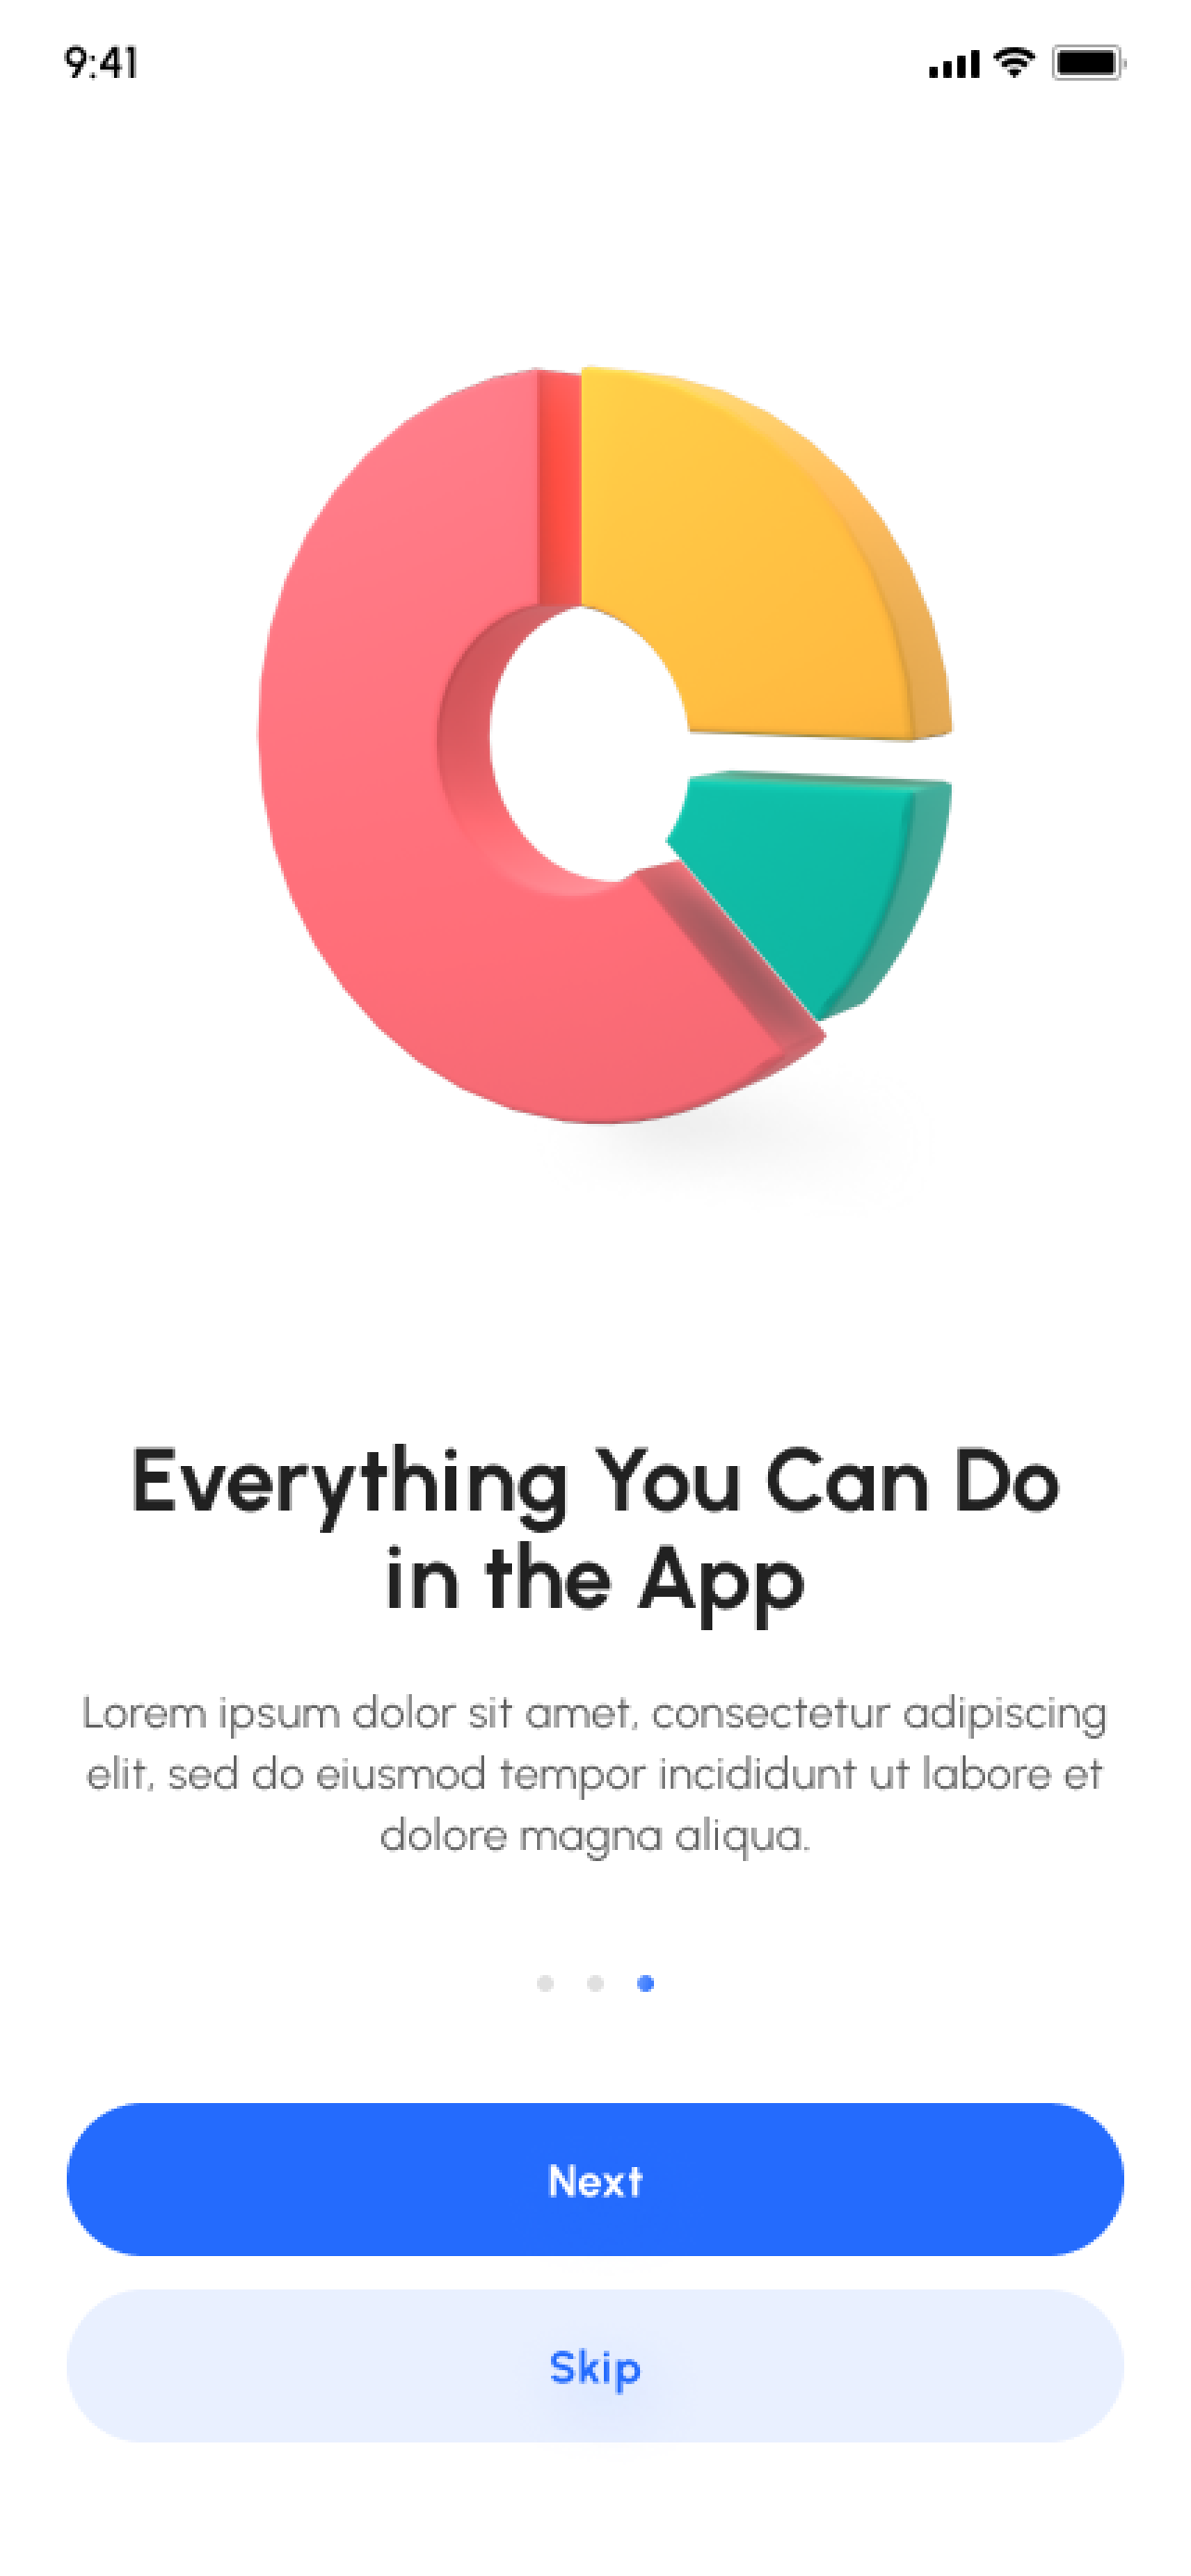 9:41
Everything You Can Do
in the App
Lorem ipsum dolor sit amet, consectetur adipiscing
elit, sed do eiusmod tempor incididunt ut labore et
dolore magna aliqua.
Next
Skip